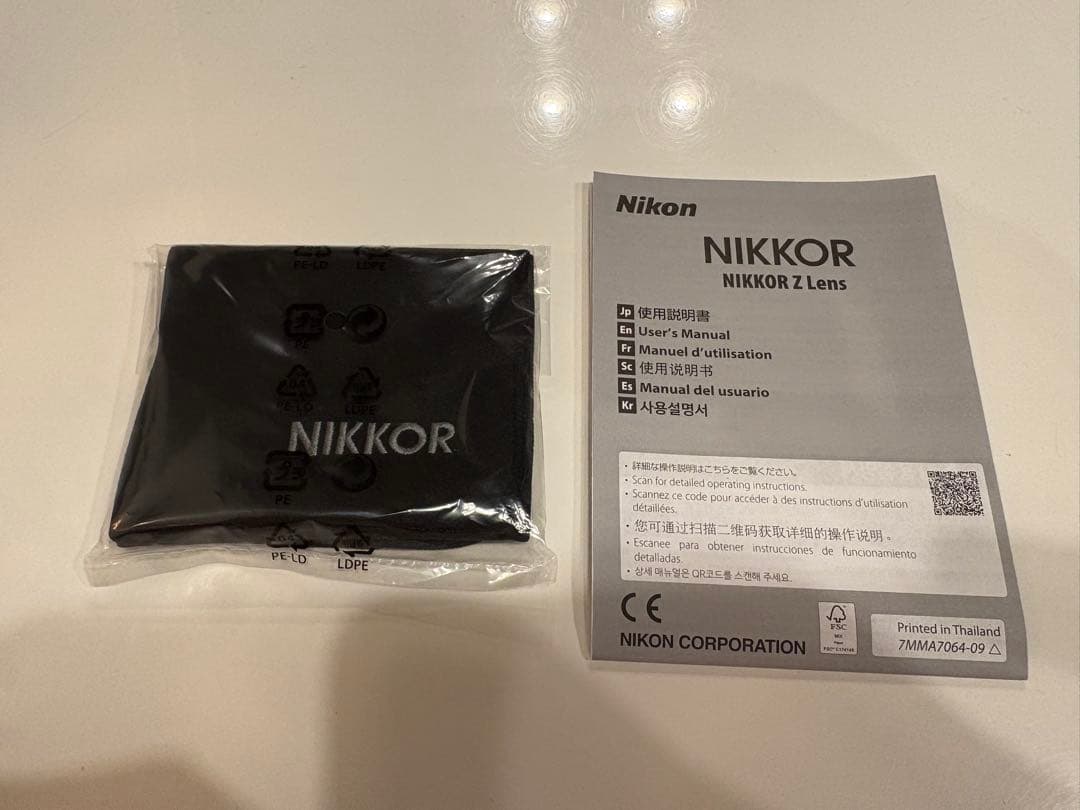 PE-LD LDPE
PE
PE-LD LDPE
NIKKOR
PE
PE-LD LDPE
Nikon
NIKKOR
NIKKOR Z Lens
Jp 使用説明書
En User's Manual
Fr Manuel d'utilisation
Sc 使用说明书
Es Manual del usuario
Kr 사용설명서
・詳細な操作説明はこちらをご覧ください。
• Scan for detailed operating instructions.
• Scannez ce code pour accéder à des instructions d'utilisation
détaillées.
• 您可通过扫描二维码获取详细的操作说明。
• Escanee para obtener instrucciones de funcionamiento
detalladas.
• 상세 매뉴얼은 QR코드를 스캔해 주세요.
CE
NIKON CORPORATION
FSC
MIX
Printed in Thailand
7MMA7064-09 △